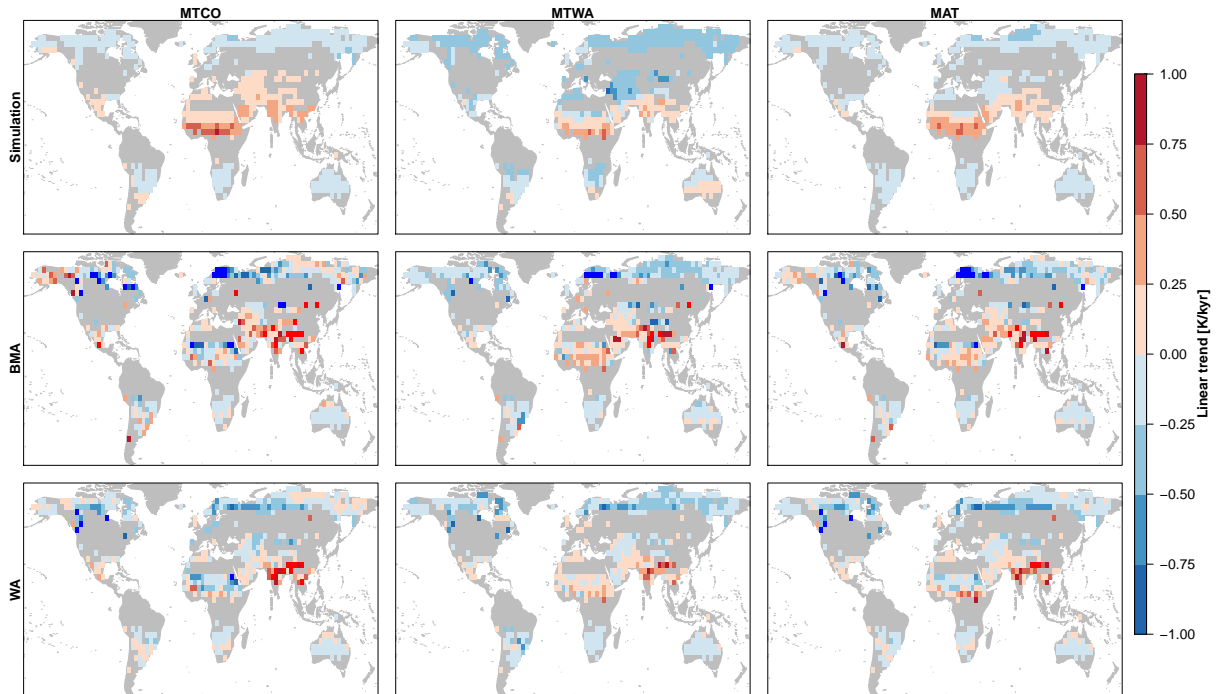 MTCO
MTWA
MAT
Simulation
BMA
WA
1.00
0.75
0.50
0.25
0.00
−0.25
−0.50
−0.75
−1.00
Linear trend [K/kyr]